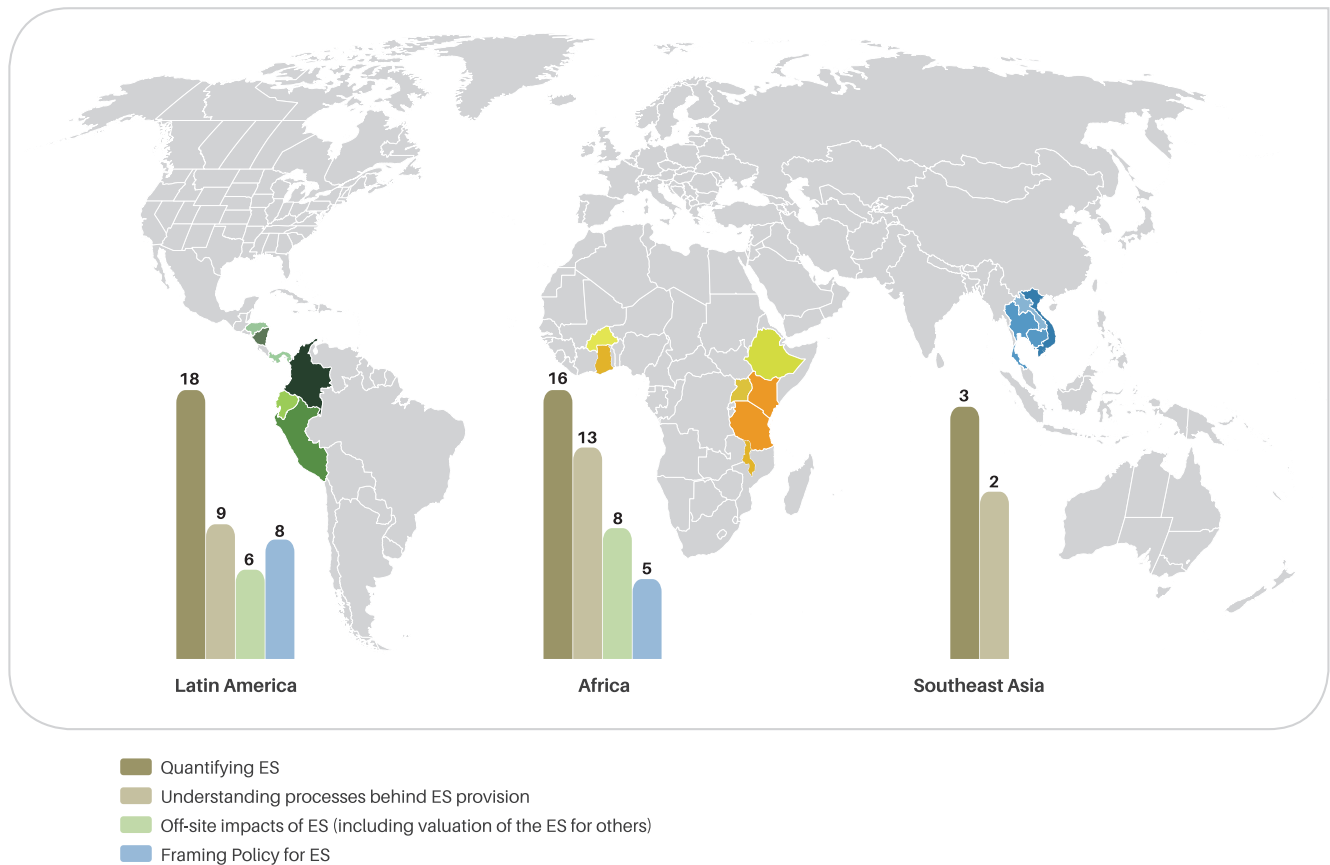 18
9
6
8
Latin America
16
13
8
5
Africa
3
2
Southeast Asia
Quantifying ES
Understanding processes behind ES provision
Off-site impacts of ES (including valuation of the ES for others)
Framing Policy for ES